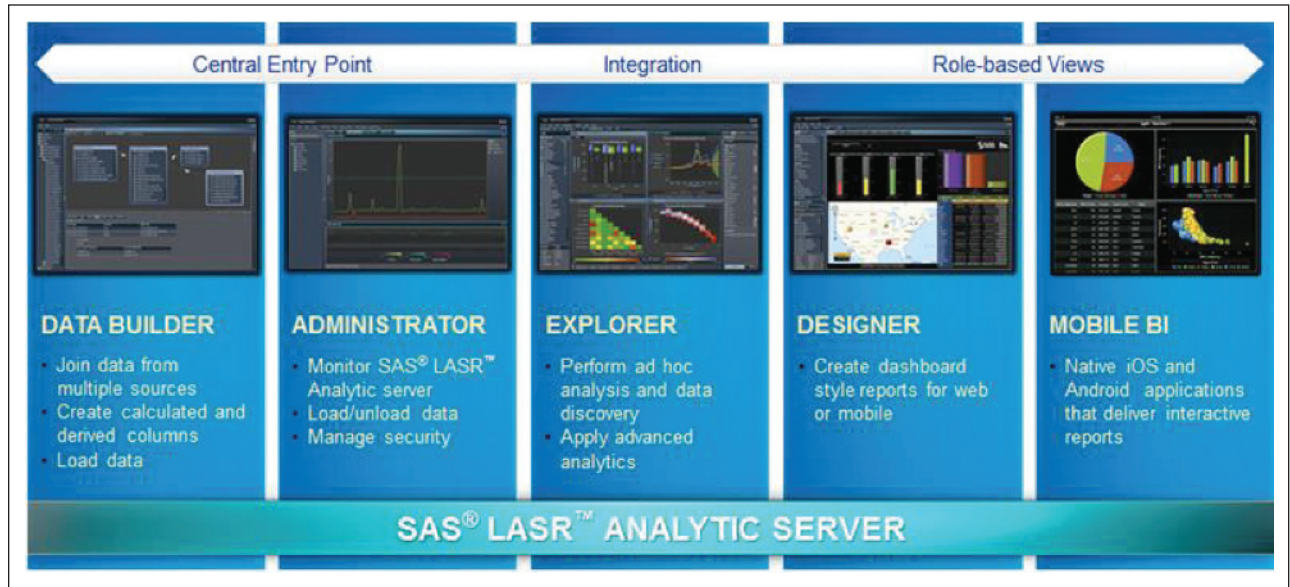 Central Entry Point
Integration
Role-based Views
DATA BUILDER
• Join data from
multiple sources
• Create calculated and
derived columns
• Load data
ADMINISTRATOR
• Monitor SAS® LASR™
Analytic server
• Load/unload data
• Manage security
EXPLORER
• Perform ad hoc
analysis and data
discovery
• Apply advanced
analytics
DESIGNER
• Create dashboard
style reports for web
or mobile
MOBILE BI
• Native iOS and
Android applications
that deliver interactive
reports
SAS® LASR™ ANALYTIC SERVER